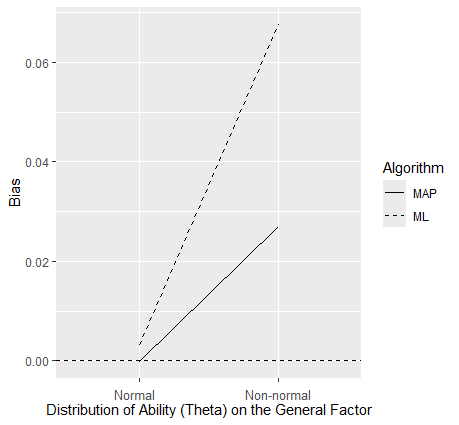 0.06
0.04
0.02
0.00
Bias
Normal
Non-normal
Distribution of Ability (Theta) on the General Factor
Algorithm
MAP
ML